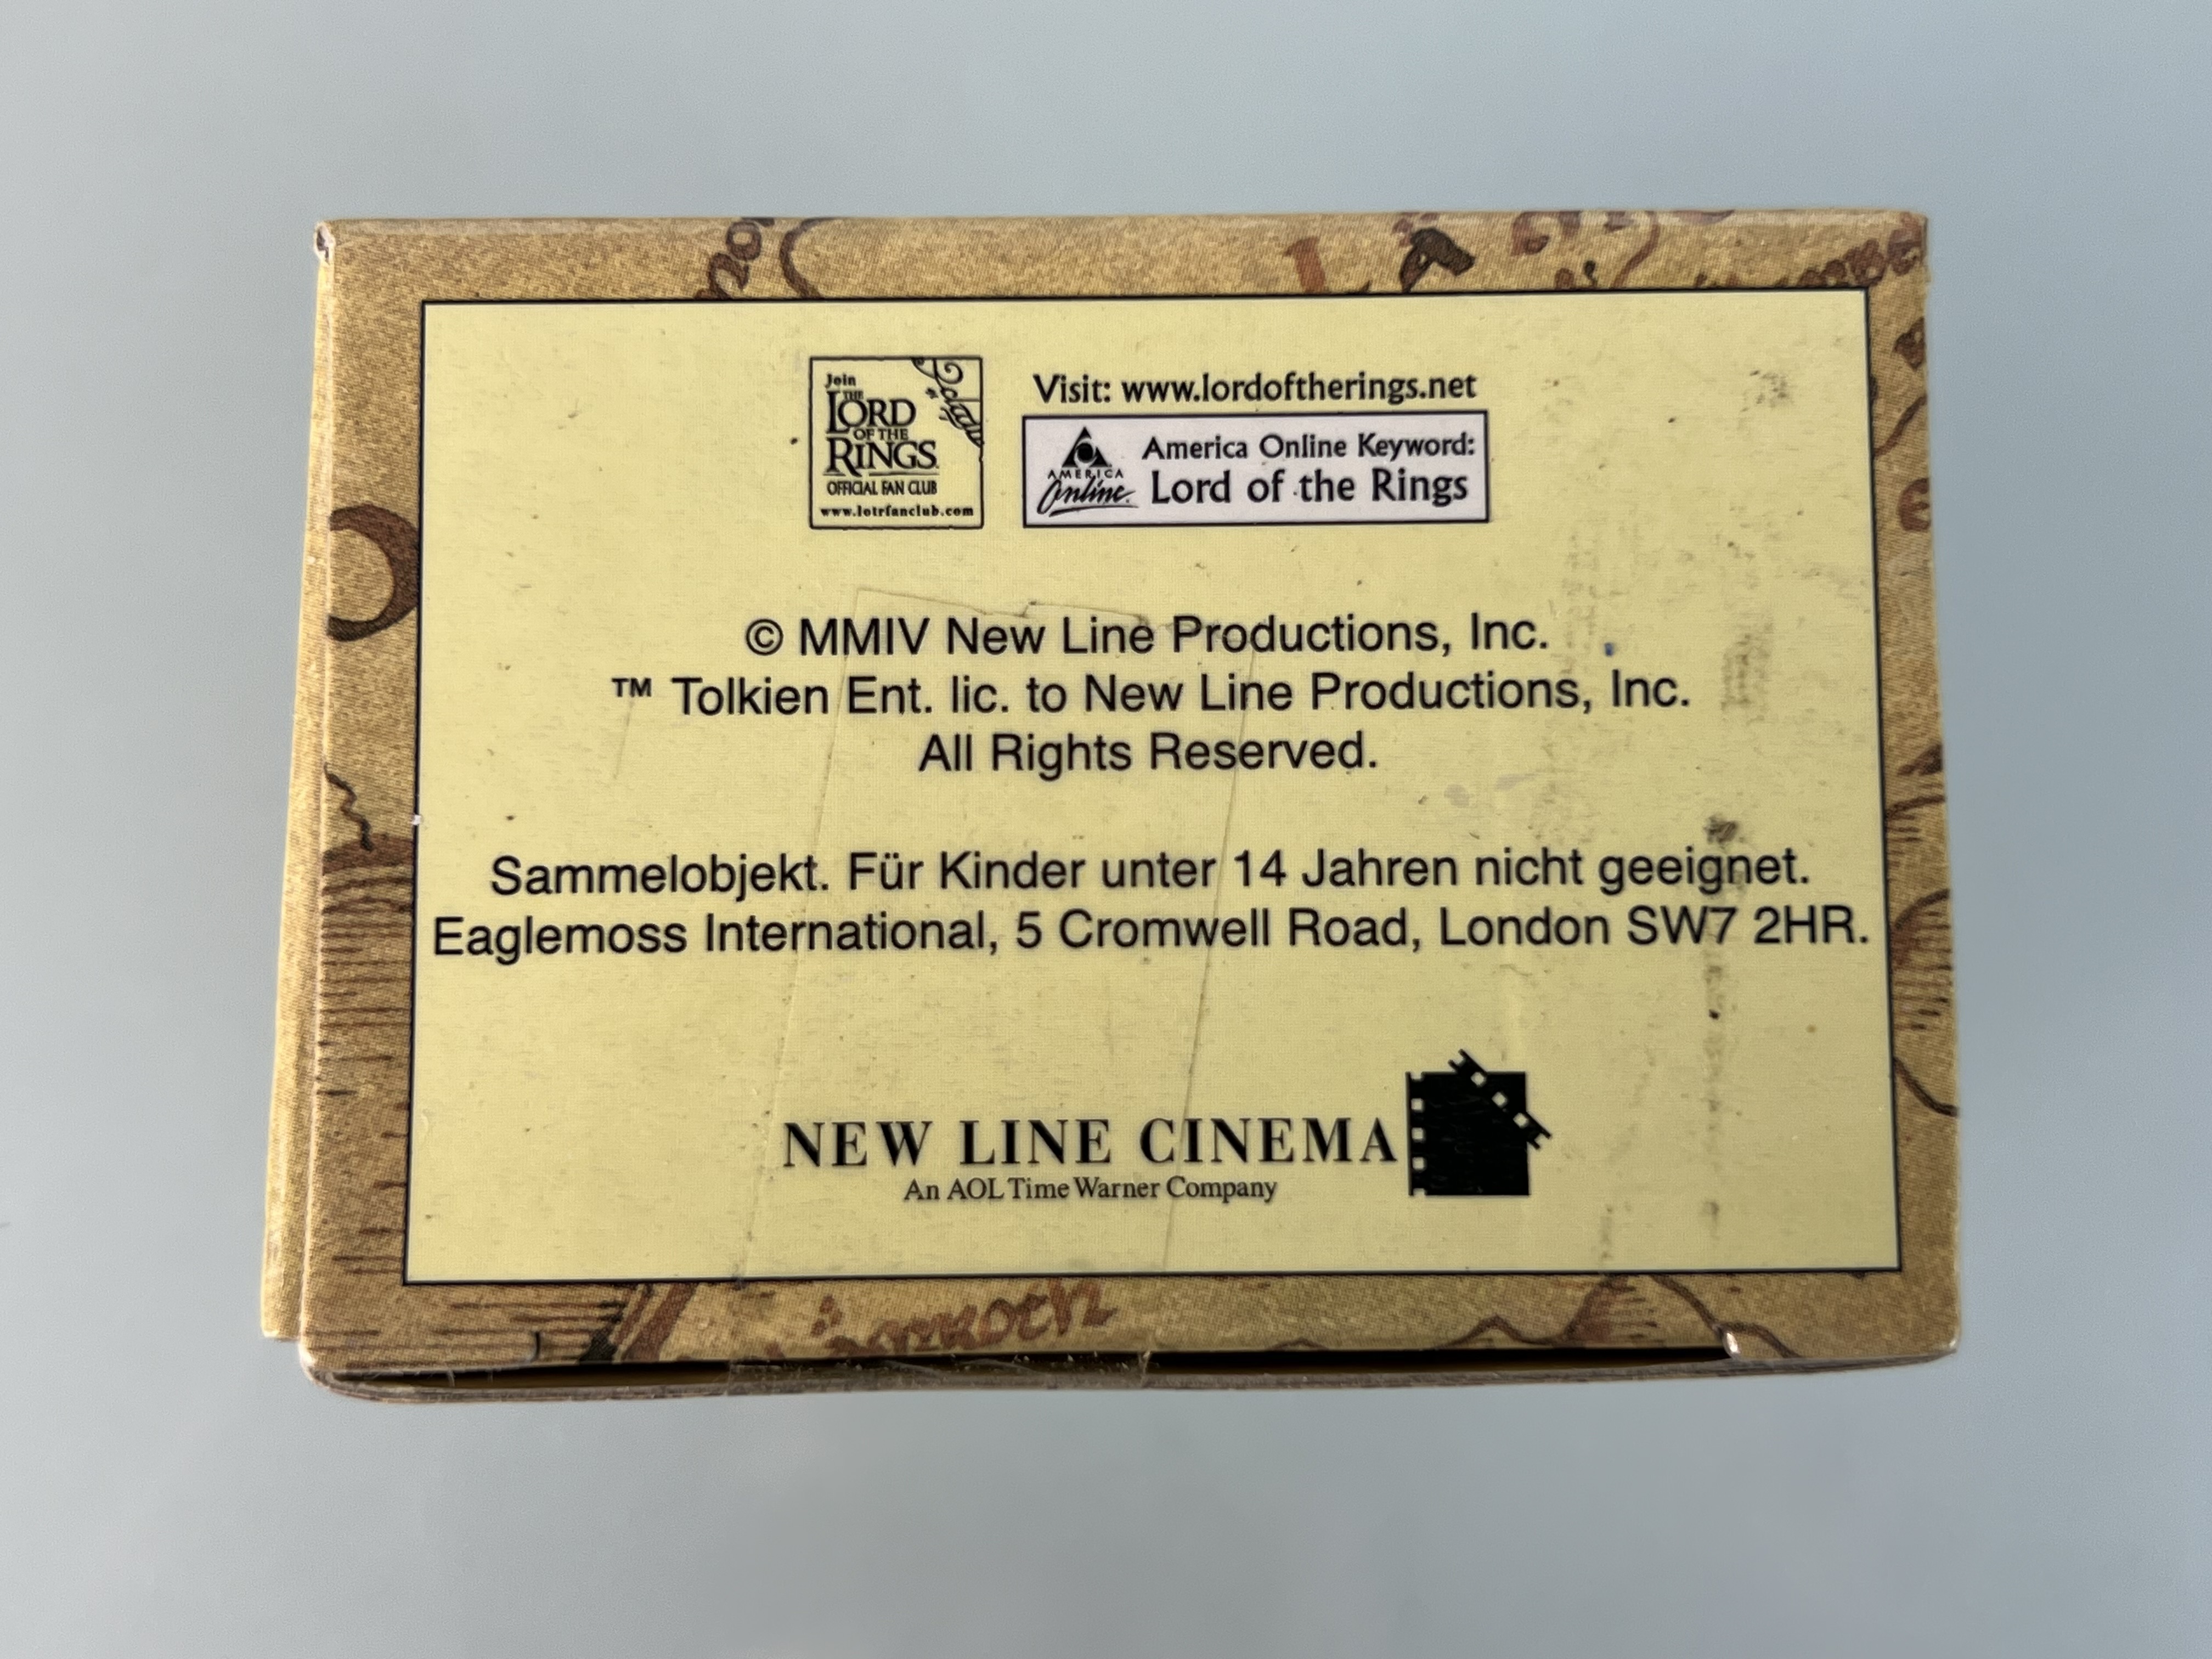 Join
THE
LORD
OF THE
RINGS
OFFICIAL FAN CLUB
www.lotrfanclub.com
Visit: www.lordoftherings.net
AMERICA
Online
America Online Keyword:
Lord of the Rings
© MMIV New Line Productions, Inc.
™ Tolkien Ent. lic. to New Line Productions, Inc.
All Rights Reserved.
Sammelobjekt. Für Kinder unter 14 Jahren nicht geeignet.
Eaglemoss International, 5 Cromwell Road, London SW7 2HR.
NEW LINE CINEMA
An AOL Time Warner Company